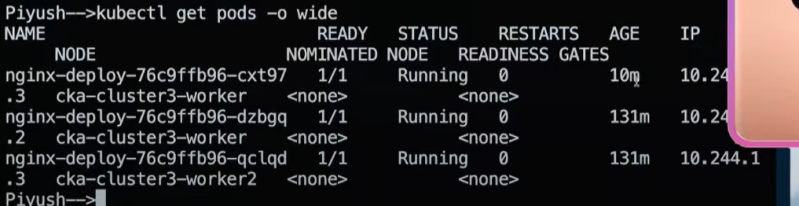 Piyush-->kubectl get pods -o wide
NAME                          READY   STATUS    RESTARTS   AGE    IP
      NODE                  NOMINATED NODE   READINESS GATES
nginx-deploy-76c9ffb96-cxt97   1/1     Running   0          10m    10.24
.3   cka-cluster3-worker    <none>           <none>
nginx-deploy-76c9ffb96-dzbgq   1/1     Running   0          131m   10.24
.2   cka-cluster3-worker    <none>           <none>
nginx-deploy-76c9ffb96-qclqd   1/1     Running   0          131m   10.244.1
.3   cka-cluster3-worker2   <none>           <none>
Piyush-->